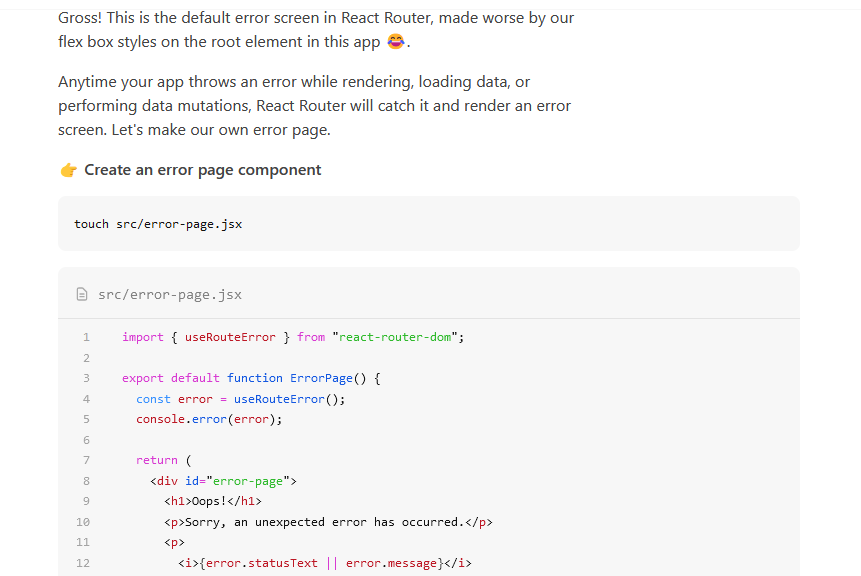 Gross! This is the default error screen in React Router, made worse by our
flex box styles on the root element in this app 😂.
Anytime your app throws an error while rendering, loading data, or
performing data mutations, React Router will catch it and render an error
screen. Let's make our own error page.
👉 Create an error page component
touch src/error-page.jsx
src/error-page.jsx
1 import { useRouteError } from "react-router-dom";
2
3 export default function ErrorPage() {
4 const error = useRouteError();
5 console.error(error);
6
7 return (
8 <div id="error-page">
9 <h1>Oops!</h1>
10 <p>Sorry, an unexpected error has occurred.</p>
11 <p>
12 <i>{error.statusText || error.message}</i>